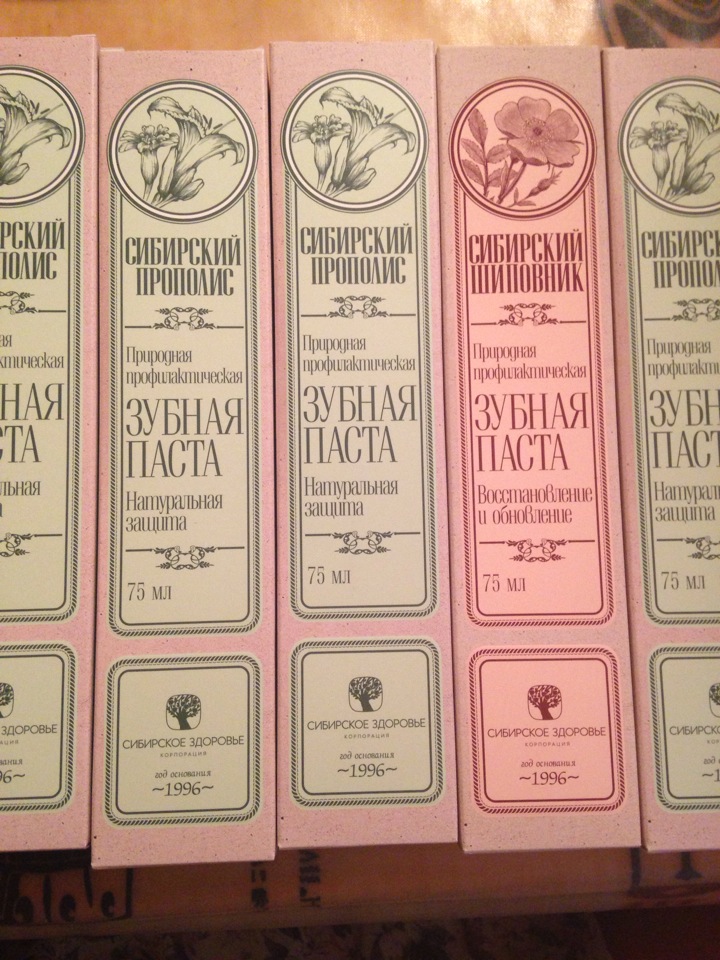 СИБИРСКИЙ
ПРОПОЛИС
Природная
профилактическая
ЗУБНАЯ
ПАСТА
Натуральная
защита
75 мл
СИБИРСКОЕ ЗДОРОВЬЕ
КОРПОРАЦИЯ
год основания
~1996~
СИБИРСКИЙ
ПРОПОЛИС
Природная
профилактическая
ЗУБНАЯ
ПАСТА
Натуральная
защита
75 мл
СИБИРСКОЕ ЗДОРОВЬЕ
КОРПОРАЦИЯ
год основания
~1996~
СИБИРСКИЙ
ШИПОВНИК
Природная
профилактическая
ЗУБНАЯ
ПАСТА
Восстановление
и обновление
75 мл
СИБИРСКОЕ ЗДОРОВЬЕ
КОРПОРАЦИЯ
год основания
~1996~
75 мл